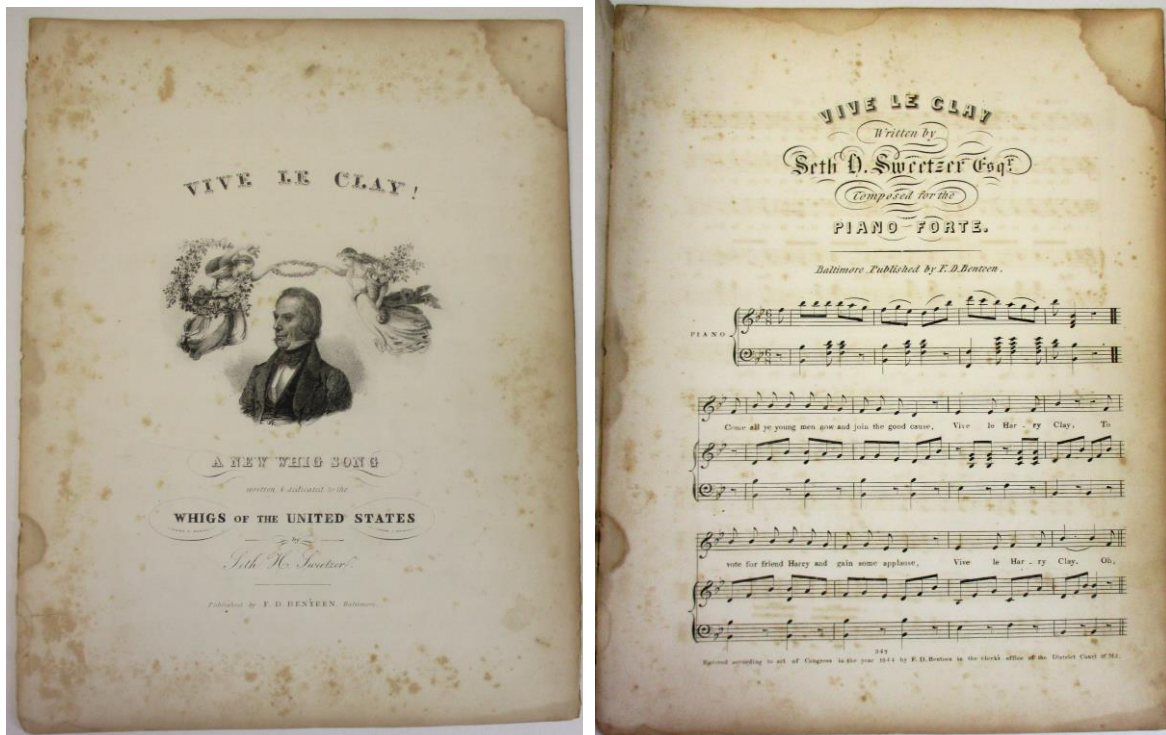 VIVE LE CLAY!
A NEW WHIG SONG
written & dedicated to the
WHIGS OF THE UNITED STATES
by
Seth H. Swetzer.
Published by F. D. BENTEEN, Baltimore.
VIVE LE CLAY
Written by
Seth H. Sweetzer Esqr.
Composed for the
PIANO FORTE.
Baltimore Published by F. D. Benteen.
PIANO
Come all ye young men now and join the good cause, Vive le Har - ry Clay, To
vote for friend Harry and gain some applause, Vive le Har - ry Clay. Oh,
347
Entered according to act of Congress in the year 1844 by F. D. Benteen in the clerks office of the District Court of Md.